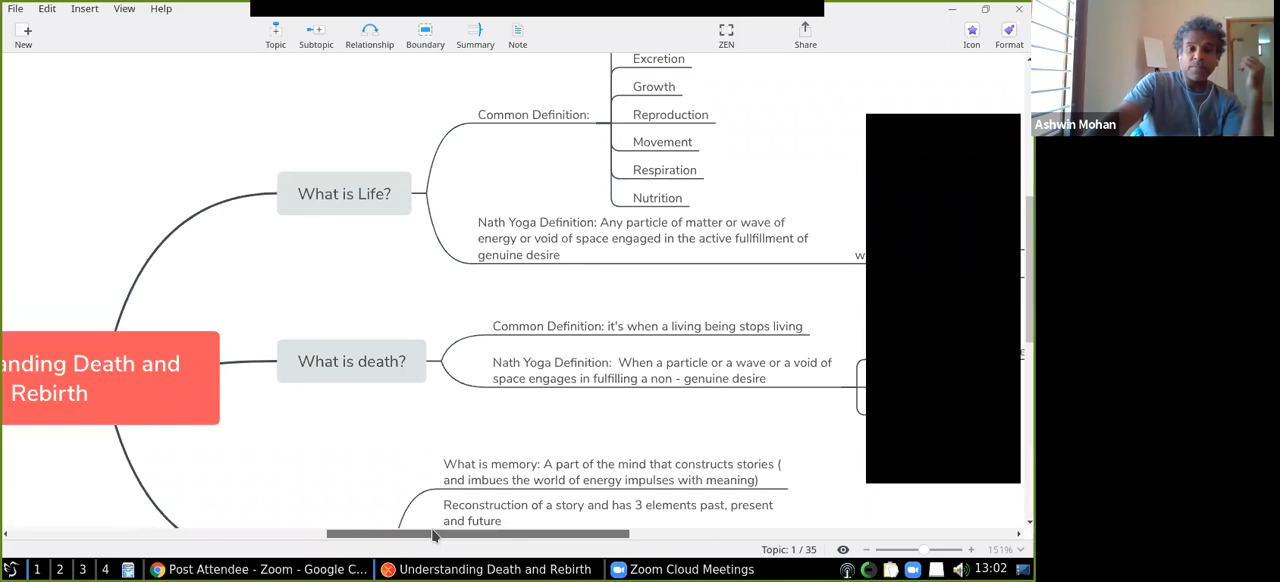 File Edit Insert View Help
New Topic Subtopic Relationship Boundary Summary Note ZEN Share Icon Format
Ashwin Mohan
Excretion
Growth
Common Definition:
Reproduction
Movement
Respiration
Nutrition
What is Life?
Nath Yoga Definition: Any particle of matter or wave of
energy or void of space engaged in the active fullfillment of
genuine desire
w
Common Definition: it's when a living being stops living
What is death?
Nath Yoga Definition: When a particle or a wave or a void of
space engages in fulfilling a non - genuine desire
anding Death and
Rebirth
What is memory: A part of the mind that constructs stories (
and imbues the world of energy impulses with meaning)
Reconstruction of a story and has 3 elements past, present
and future
Topic: 1 / 35
151%
1 2 3 4 Post Attendee - Zoom - Google C... Understanding Death and Rebirth Zoom Cloud Meetings 13:02